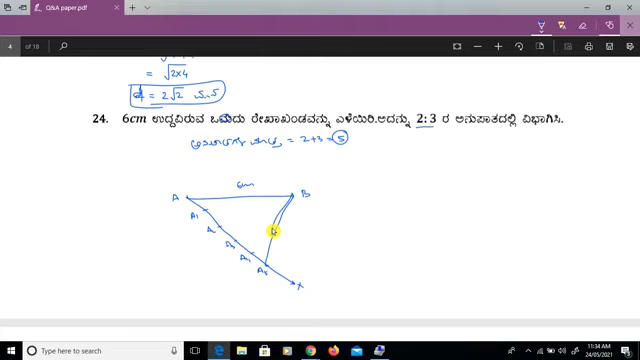 Q&A paper.pdf
4 of 18
= √2×4
d = 2√2 ಮಾನ
24. 6cm ಉದ್ದವಿರುವ ಒಂದು ರೇಖಾಖಂಡವನ್ನು ಎಳೆಯಿರಿ.ಅದನ್ನು 2: 3 ರ ಅನುಪಾತದಲ್ಲಿ ವಿಭಾಗಿಸಿ.
= 2+3 = 5
6cm
A B
A1
A2
A3
A4
A5
X
Type here to search
11:34 AM
ENG
24/05/2021